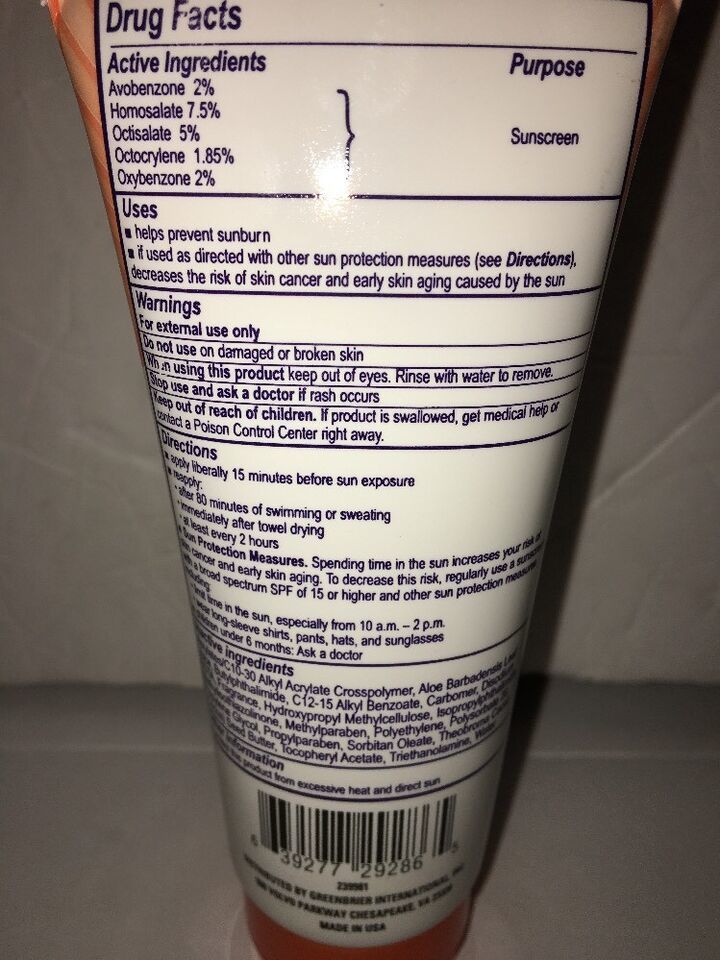 Drug Facts
Active Ingredients Purpose
Avobenzone 2%
Homosalate 7.5%
Octisalate 5% Sunscreen
Octocrylene 1.85%
Oxybenzone 2%
Uses
▪ helps prevent sunburn
▪ if used as directed with other sun protection measures (see Directions),
decreases the risk of skin cancer and early skin aging caused by the sun
Warnings
For external use only
Do not use on damaged or broken skin
When using this product keep out of eyes. Rinse with water to remove.
Stop use and ask a doctor if rash occurs
Keep out of reach of children. If product is swallowed, get medical help or
contact a Poison Control Center right away.
Directions
▪ apply liberally 15 minutes before sun exposure
▪ reapply:
• after 80 minutes of swimming or sweating
• immediately after towel drying
• at least every 2 hours
▪ Sun Protection Measures. Spending time in the sun increases your risk of
cancer and early skin aging. To decrease this risk, regularly use a
a broad spectrum SPF of 15 or higher and other sun protection
time in the sun, especially from 10 a.m. – 2 p.m.
wear long-sleeve shirts, pants, hats, and sunglasses
under 6 months: Ask a doctor
ingredients
C10-30 Alkyl Acrylate Crosspolymer, Aloe Barbadensis
C12-15 Alkyl Benzoate, Carbomer,
Fragrance, Hydroxypropyl Methylcellulose,
Methylparaben, Polyethylene,
Glycol, Propylparaben, Sorbitan Oleate, Theobroma
Seed Butter, Tocopheryl Acetate, Triethanolamine,
Information
product from excessive heat and direct sun
6 39277 29286 5
239981
DISTRIBUTED BY GREENBRIER INTERNATIONAL,
VOLVO PARKWAY CHESAPEAKE, VA
MADE IN USA